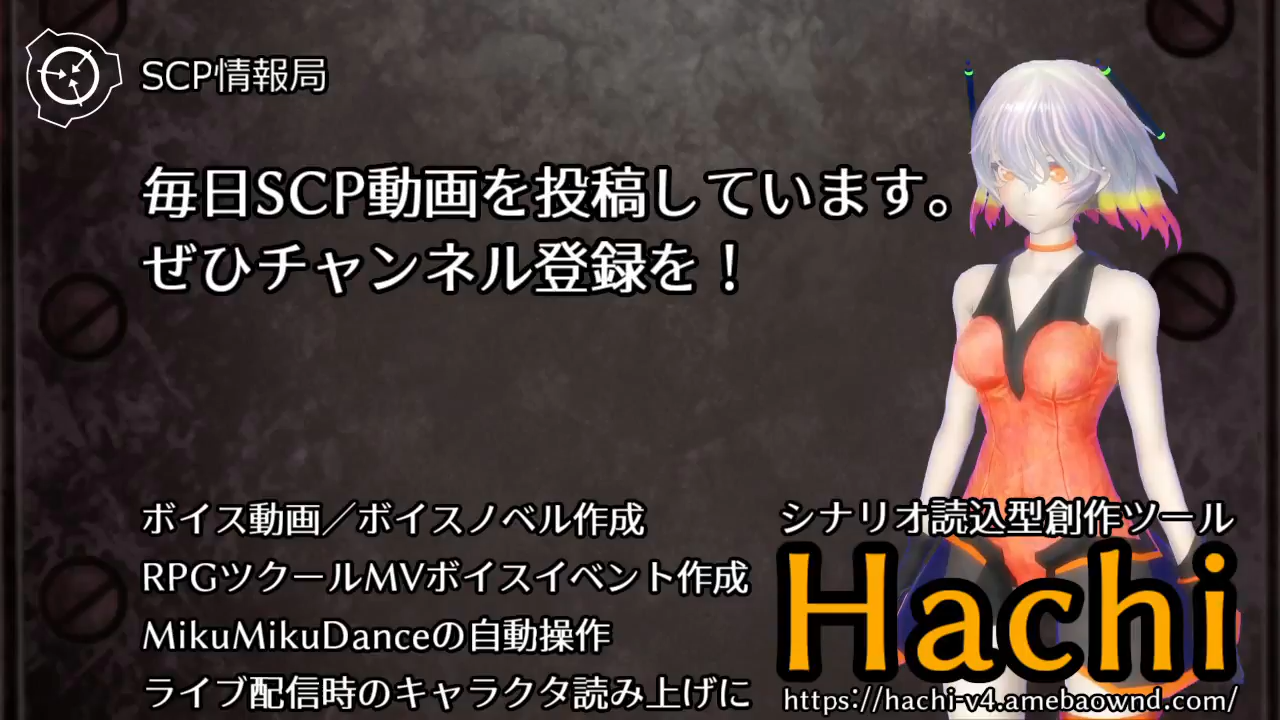 SCP情報局
毎日SCP動画を投稿しています。
ぜひチャンネル登録を！
ボイス動画／ボイスノベル作成
RPGツクールMVボイスイベント作成
MikuMikuDanceの自動操作
ライブ配信時のキャラクタ読み上げに
シナリオ読込型創作ツール
Hachi
https://hachi-v4.amebaownd.com/